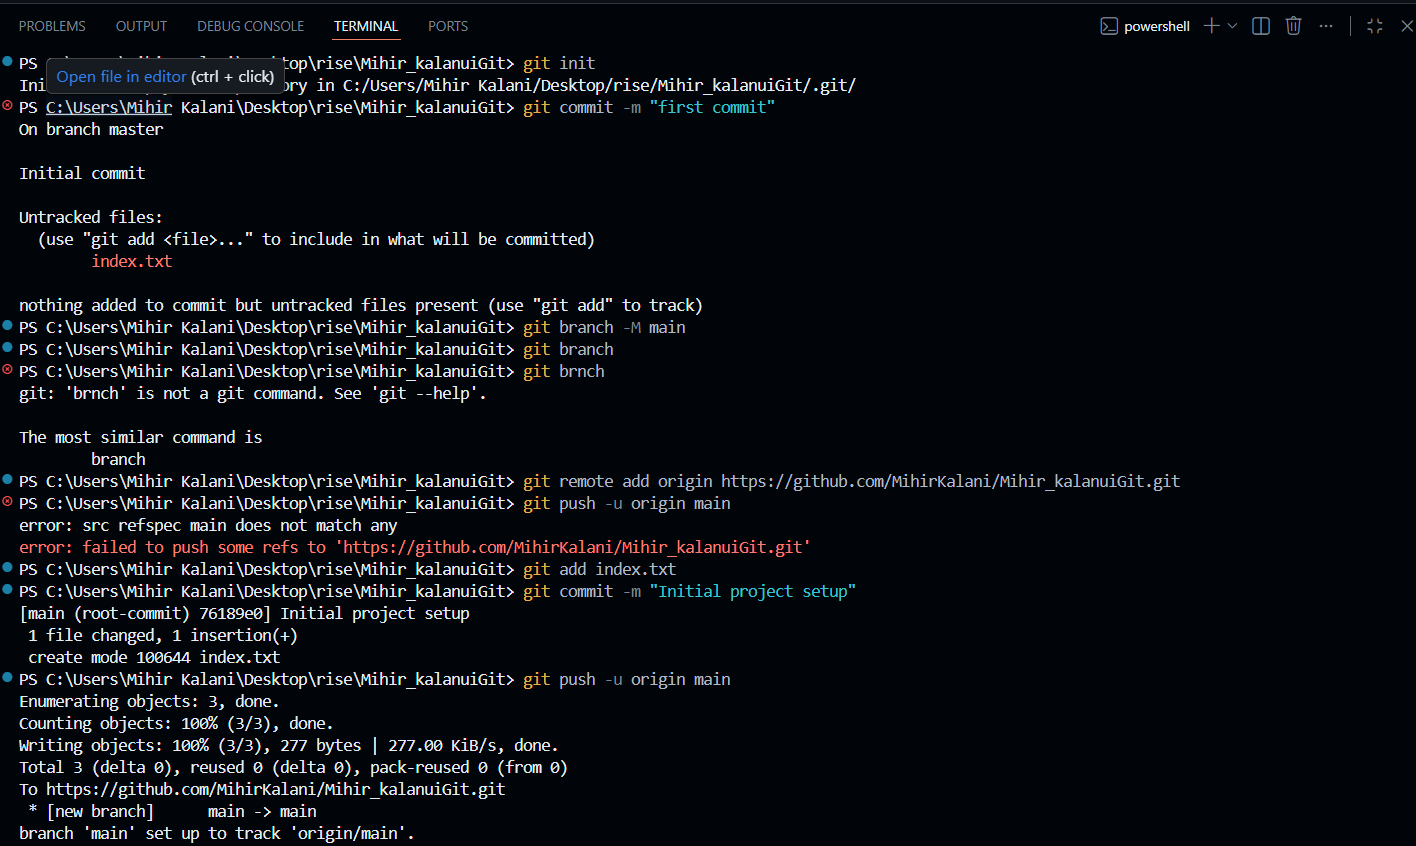 PROBLEMS OUTPUT DEBUG CONSOLE TERMINAL PORTS powershell
PS \Desktop\rise\Mihir_kalanuiGit> git init
Open file in editor (ctrl + click)
ory in C:/Users/Mihir Kalani/Desktop/rise/Mihir_kalanuiGit/.git/
PS C:\Users\Mihir Kalani\Desktop\rise\Mihir_kalanuiGit> git commit -m "first commit"
On branch master
Initial commit
Untracked files:
(use "git add <file>..." to include in what will be committed)
index.txt
nothing added to commit but untracked files present (use "git add" to track)
PS C:\Users\Mihir Kalani\Desktop\rise\Mihir_kalanuiGit> git branch -M main
PS C:\Users\Mihir Kalani\Desktop\rise\Mihir_kalanuiGit> git branch
PS C:\Users\Mihir Kalani\Desktop\rise\Mihir_kalanuiGit> git brnch
git: 'brnch' is not a git command. See 'git --help'.
The most similar command is
branch
PS C:\Users\Mihir Kalani\Desktop\rise\Mihir_kalanuiGit> git remote add origin https://github.com/MihirKalani/Mihir_kalanuiGit.git
PS C:\Users\Mihir Kalani\Desktop\rise\Mihir_kalanuiGit> git push -u origin main
error: src refspec main does not match any
error: failed to push some refs to 'https://github.com/MihirKalani/Mihir_kalanuiGit.git'
PS C:\Users\Mihir Kalani\Desktop\rise\Mihir_kalanuiGit> git add index.txt
PS C:\Users\Mihir Kalani\Desktop\rise\Mihir_kalanuiGit> git commit -m "Initial project setup"
[main (root-commit) 76189e0] Initial project setup
1 file changed, 1 insertion(+)
create mode 100644 index.txt
PS C:\Users\Mihir Kalani\Desktop\rise\Mihir_kalanuiGit> git push -u origin main
Enumerating objects: 3, done.
Counting objects: 100% (3/3), done.
Writing objects: 100% (3/3), 277 bytes | 277.00 KiB/s, done.
Total 3 (delta 0), reused 0 (delta 0), pack-reused 0 (from 0)
To https://github.com/MihirKalani/Mihir_kalanuiGit.git
* [new branch] main -> main
branch 'main' set up to track 'origin/main'.